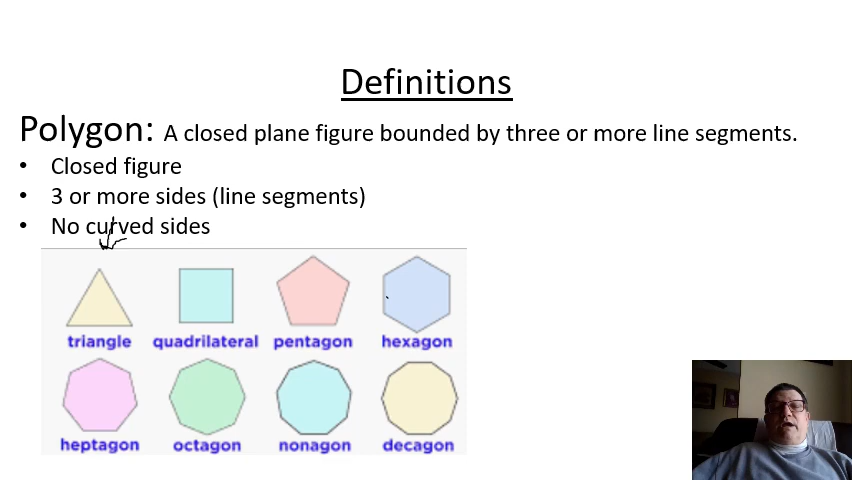 Definitions
Polygon: A closed plane figure bounded by three or more line segments.
• Closed figure
• 3 or more sides (line segments)
• No curved sides
triangle quadrilateral pentagon hexagon
heptagon octagon nonagon decagon